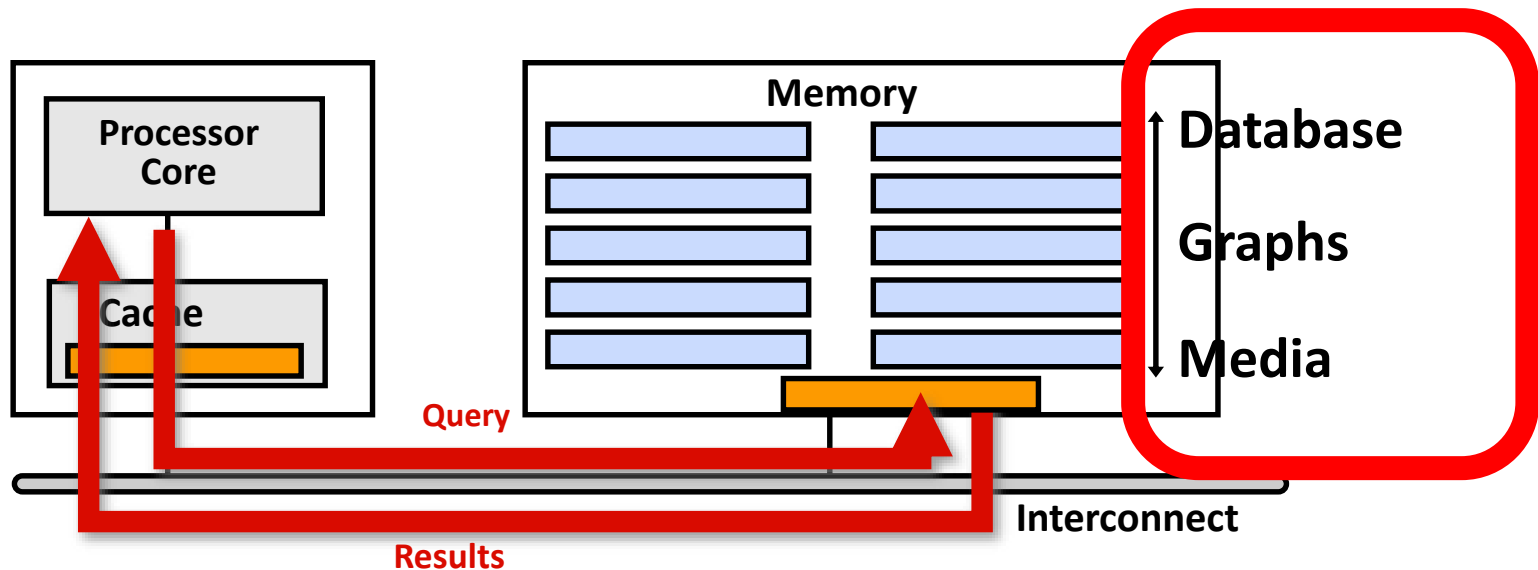 Processor
Core
Cache
Memory
Database
Graphs
Media
Query
Interconnect
Results